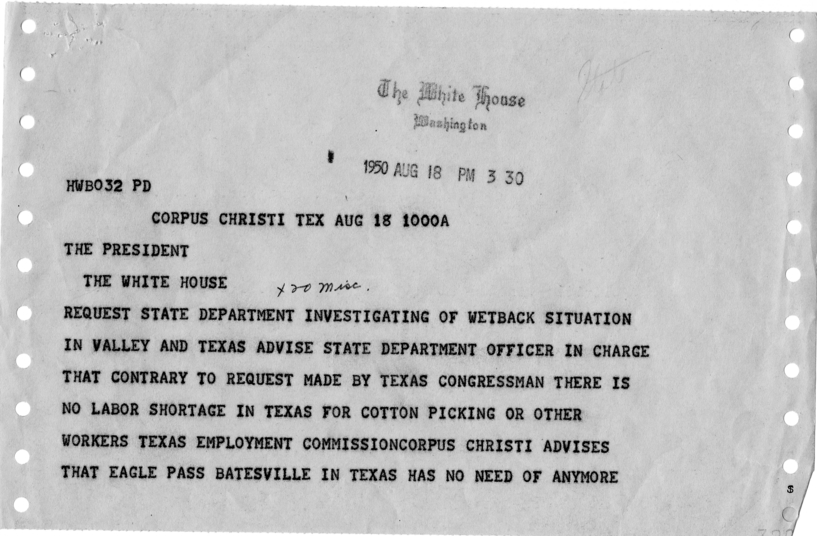 The White House
Washington
1950 AUG 18 PM 3 30
HWB032 PD
CORPUS CHRISTI TEX AUG 18 1000A
THE PRESIDENT
THE WHITE HOUSE x20 misc.
REQUEST STATE DEPARTMENT INVESTIGATING OF WETBACK SITUATION
IN VALLEY AND TEXAS ADVISE STATE DEPARTMENT OFFICER IN CHARGE
THAT CONTRARY TO REQUEST MADE BY TEXAS CONGRESSMAN THERE IS
NO LABOR SHORTAGE IN TEXAS FOR COTTON PICKING OR OTHER
WORKERS TEXAS EMPLOYMENT COMMISSIONCORPUS CHRISTI ADVISES
THAT EAGLE PASS BATESVILLE IN TEXAS HAS NO NEED OF ANYMORE
$